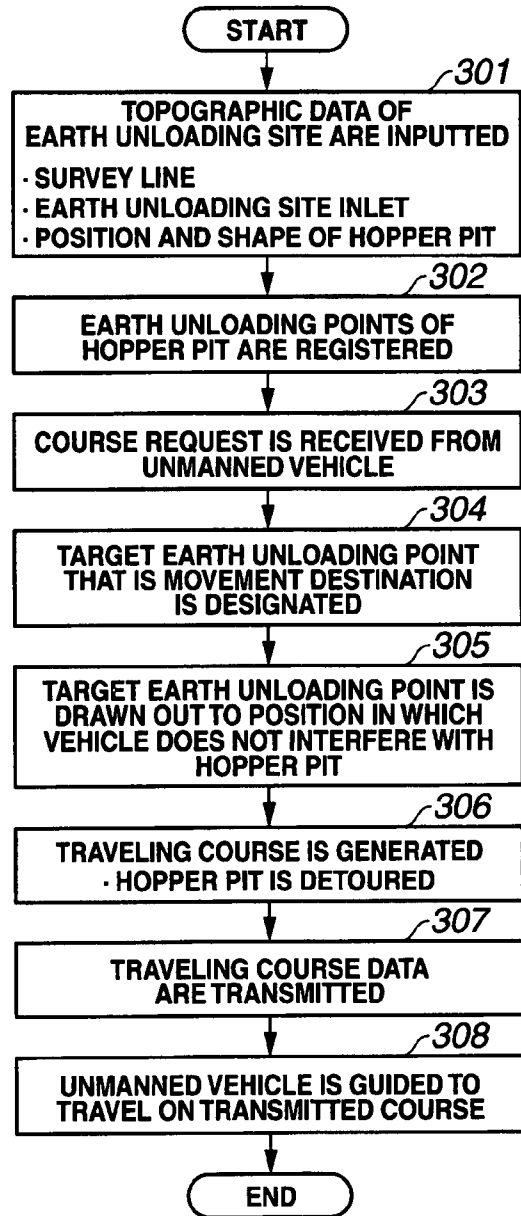 START
301
TOPOGRAPHIC DATA OF
EARTH UNLOADING SITE ARE INPUTTED
· SURVEY LINE
· EARTH UNLOADING SITE INLET
· POSITION AND SHAPE OF HOPPER PIT
302
EARTH UNLOADING POINTS OF
HOPPER PIT ARE REGISTERED
303
COURSE REQUEST IS RECEIVED FROM
UNMANNED VEHICLE
304
TARGET EARTH UNLOADING POINT
THAT IS MOVEMENT DESTINATION
IS DESIGNATED
305
TARGET EARTH UNLOADING POINT IS
DRAWN OUT TO POSITION IN WHICH
VEHICLE DOES NOT INTERFERE WITH
HOPPER PIT
306
TRAVELING COURSE IS GENERATED
· HOPPER PIT IS DETOURED
307
TRAVELING COURSE DATA
ARE TRANSMITTED
308
UNMANNED VEHICLE IS GUIDED TO
TRAVEL ON TRANSMITTED COURSE
END